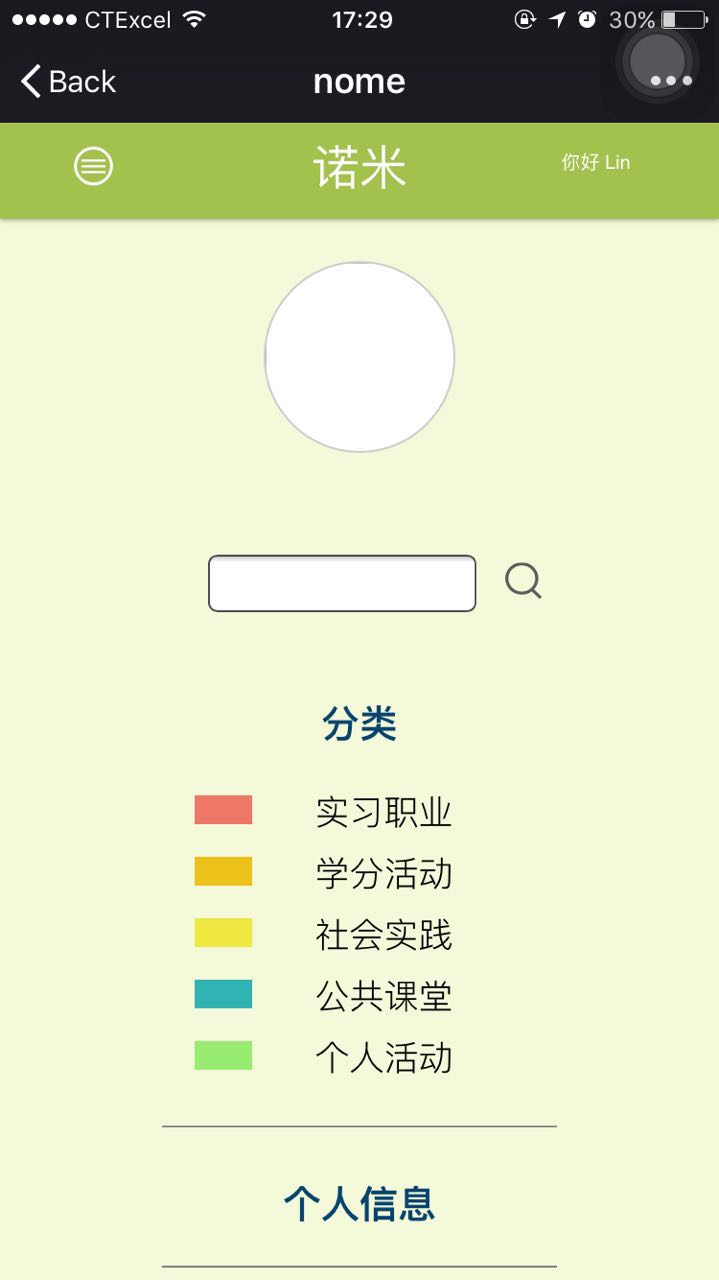 CTExcel 17:29 30%
Back nome
诺米 你好 Lin
分类
实习职业
学分活动
社会实践
公共课堂
个人活动
个人信息